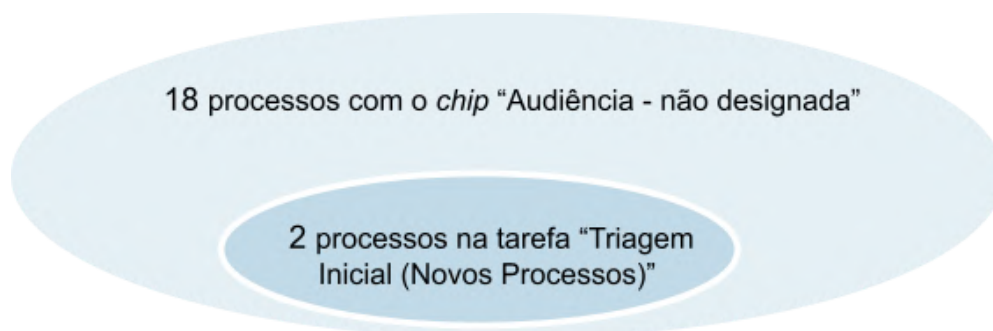 18 processos com o chip “Audiência - não designada”
2 processos na tarefa “Triagem
Inicial (Novos Processos)”